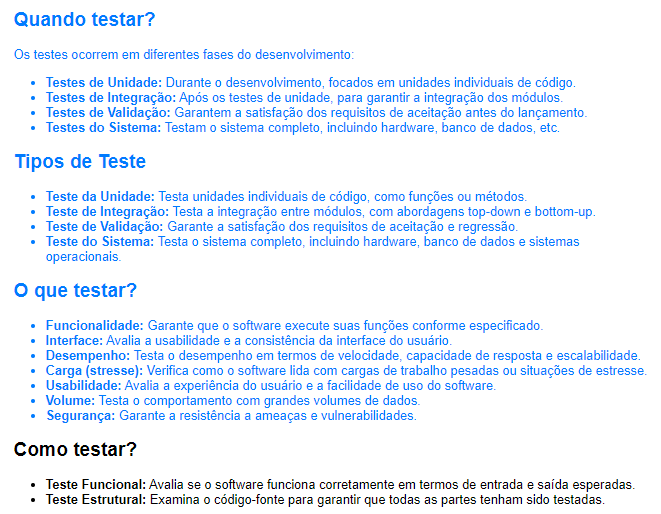 Quando testar?
Os testes ocorrem em diferentes fases do desenvolvimento:
• Testes de Unidade: Durante o desenvolvimento, focados em unidades individuais de código.
• Testes de Integração: Após os testes de unidade, para garantir a integração dos módulos.
• Testes de Validação: Garantem a satisfação dos requisitos de aceitação antes do lançamento.
• Testes do Sistema: Testam o sistema completo, incluindo hardware, banco de dados, etc.
Tipos de Teste
• Teste da Unidade: Testa unidades individuais de código, como funções ou métodos.
• Teste de Integração: Testa a integração entre módulos, com abordagens top-down e bottom-up.
• Teste de Validação: Garante a satisfação dos requisitos de aceitação e regressão.
• Teste do Sistema: Testa o sistema completo, incluindo hardware, banco de dados e sistemas
operacionais.
O que testar?
• Funcionalidade: Garante que o software execute suas funções conforme especificado.
• Interface: Avalia a usabilidade e a consistência da interface do usuário.
• Desempenho: Testa o desempenho em termos de velocidade, capacidade de resposta e escalabilidade.
• Carga (stresse): Verifica como o software lida com cargas de trabalho pesadas ou situações de estresse.
• Usabilidade: Avalia a experiência do usuário e a facilidade de uso do software.
• Volume: Testa o comportamento com grandes volumes de dados.
• Segurança: Garante a resistência a ameaças e vulnerabilidades.
Como testar?
• Teste Funcional: Avalia se o software funciona corretamente em termos de entrada e saída esperadas.
• Teste Estrutural: Examina o código-fonte para garantir que todas as partes tenham sido testadas.